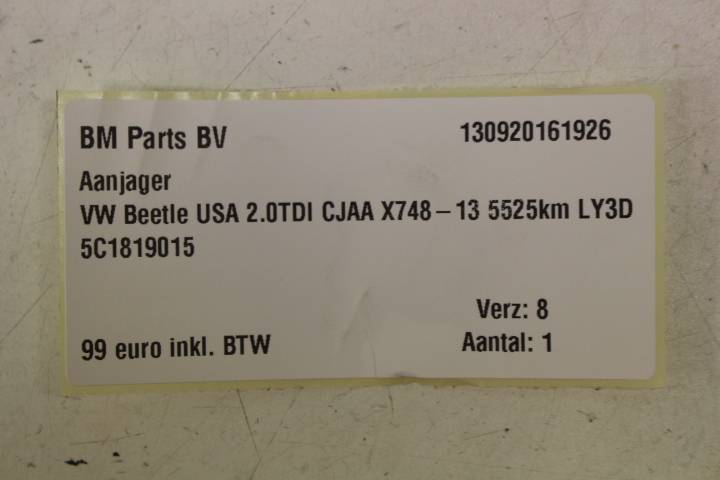 BM Parts BV 130920161926
Aanjager
VW Beetle USA 2.0TDI CJAA X748-13 5525km LY3D
5C1819015
Verz: 8
99 euro inkl. BTW Aantal: 1